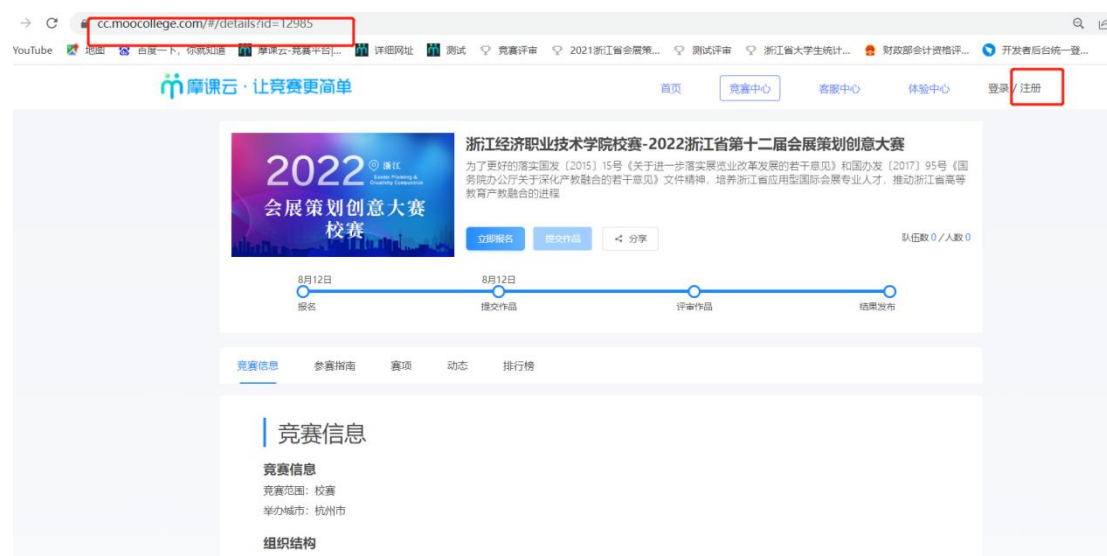 cc.moocollege.com/#/details?id=12985
YouTube 地图 百度一下，你就知道 摩课云-竞赛平台|... 详细网址 测试 竞赛评审 2021浙江省会展策... 测试评审 浙江省大学生统计... 财政部会计资格评... 开发者后台统一登...
摩课云 · 让竞赛更简单 首页 竞赛中心 客服中心 体验中心 登录 / 注册
浙江经济职业技术学院校赛-2022浙江省第十二届会展策划创意大赛
为了更好的落实国发〔2015〕15号《关于进一步落实展览业改革发展的若干意见》和国办发〔2017〕95号《国
务院办公厅关于深化产教融合的若干意见》文件精神，培养浙江省应用型国际会展专业人才，推动浙江省高等
教育产教融合的进程
2022 浙江
会展策划创意大赛
校赛
立即报名 提交作品 分享 队伍数 0 / 人数 0
8月12日 8月12日
报名 提交作品 评审作品 结果发布
竞赛信息 参赛指南 赛项 动态 排行榜
竞赛信息
竞赛信息
竞赛范围：校赛
举办城市：杭州市
组织结构